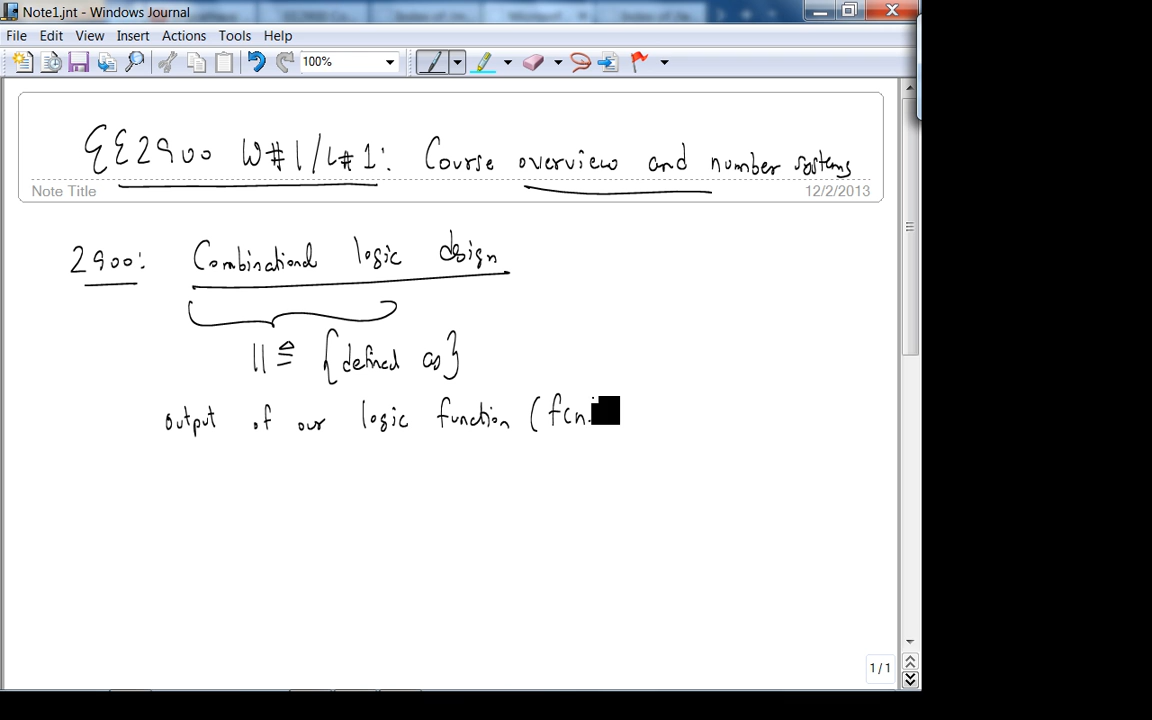 Note1.jnt - Windows Journal
File Edit View Insert Actions Tools Help
100%
EE2900 W#1/L#1: Course overview and number systems
Note Title 12/2/2013
2900: Combinational logic design
|| ≙ {defined as}
output of our logic function (fcn.
1/1